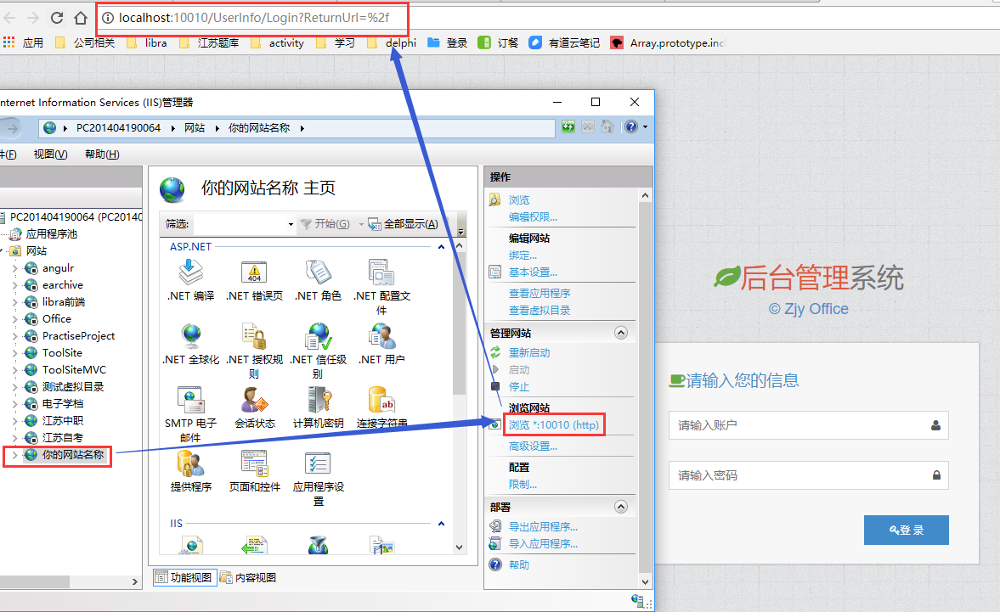 localhost:10010/UserInfo/Login?ReturnUrl=%2f
应用 公司相关 libra 江苏题库 activity 学习 delphi 登录 订餐 有道云笔记 Array.prototype.inc
nternet Information Services (IIS)管理器
PC201404190064 网站 你的网站名称
件(F) 视图(V) 帮助(H)
PC201404190064 (PC20140
应用程序池
网站
angulr
earchive
libra前端
Office
PractiseProject
ToolSite
ToolSiteMVC
测试虚拟目录
电子学档
江苏中职
江苏自考
你的网站名称
你的网站名称 主页
筛选: 开始(G) 全部显示(A)
ASP.NET
.NET 编译 .NET 错误页 .NET 角色 .NET 配置文件
404
.NET 全球化 .NET 授权规则 .NET 信任级别 .NET 用户
ab
SMTP 电子邮件 会话状态 计算机密钥 连接字符串
提供程序 页面和控件 应用程序设置
IIS
功能视图 内容视图
操作
浏览
编辑权限...
编辑网站
绑定...
基本设置...
查看应用程序
查看虚拟目录
管理网站
重新启动
启动
停止
浏览网站
浏览 *:10010 (http)
高级设置...
配置
限制...
部署
导出应用程序...
导入应用程序...
帮助
后台管理系统
© Zjy Office
请输入您的信息
请输入账户
请输入密码
登录